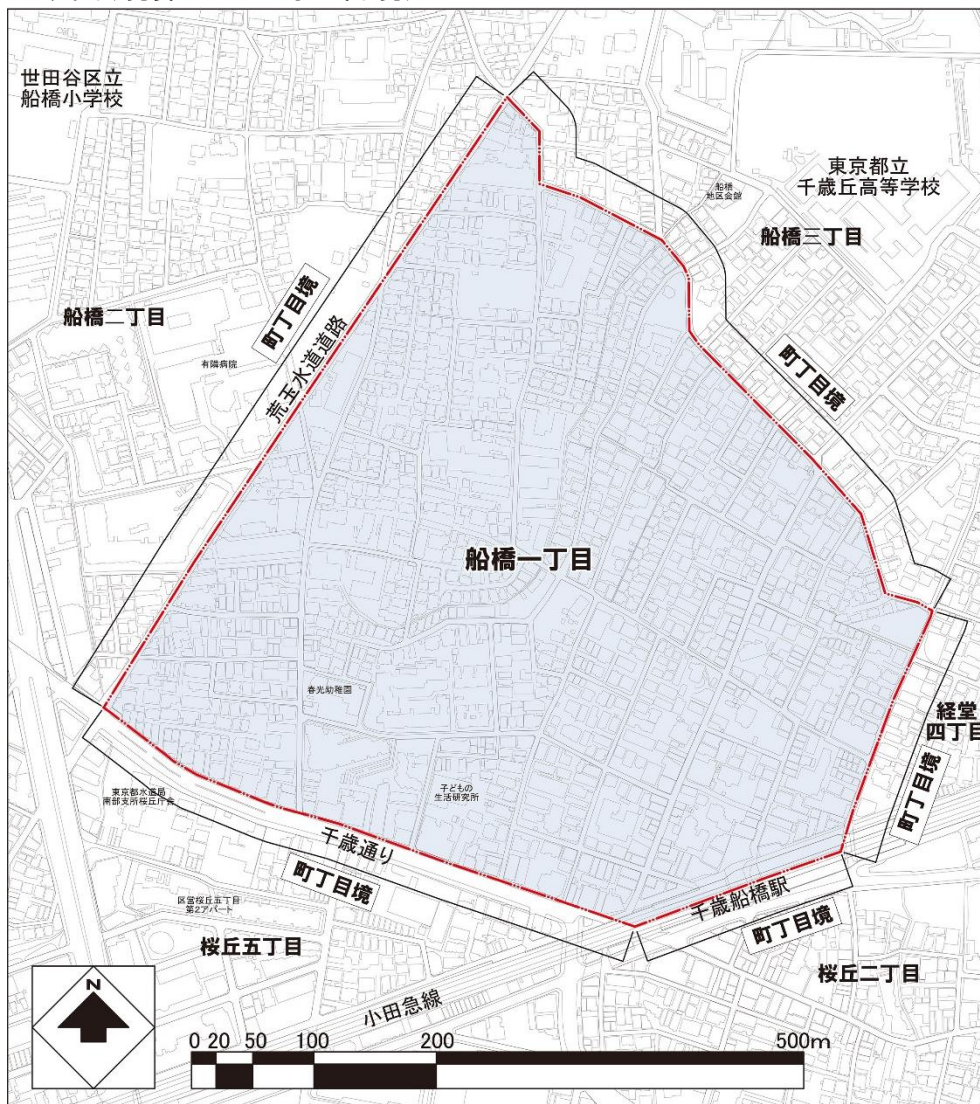 世田谷区立
船橋小学校
東京都立
千歳丘高等学校
船橋
地区会館
船橋三丁目
町丁目境
船橋二丁目
有隣病院
荒玉水道道路
町丁目境
船橋一丁目
春光幼稚園
経堂
四丁目
町丁目境
東京都水道局
南部支所桜丘庁舎
子どもの
生活研究所
千歳通り
町丁目境
千歳船橋駅
町丁目境
区営桜丘五丁目
第2アパート
桜丘五丁目
桜丘二丁目
小田急線
N
0 20 50 100 200 500m